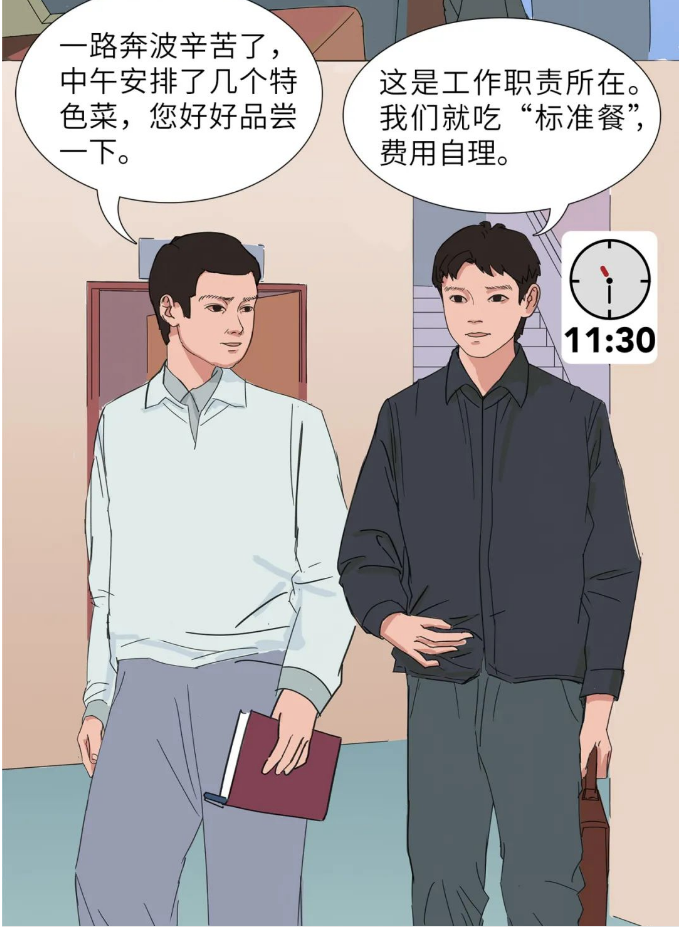 一路奔波辛苦了，
中午安排了几个特
色菜，您好好品尝
一下。
这是工作职责所在。
我们就吃“标准餐”，
费用自理。
11:30